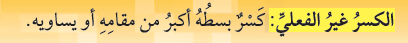 الكسرُ غيرُ الفعليِّ: كَسْرٌ بسطُهُ أكبرُ من مقامِهِ أو يساويه.